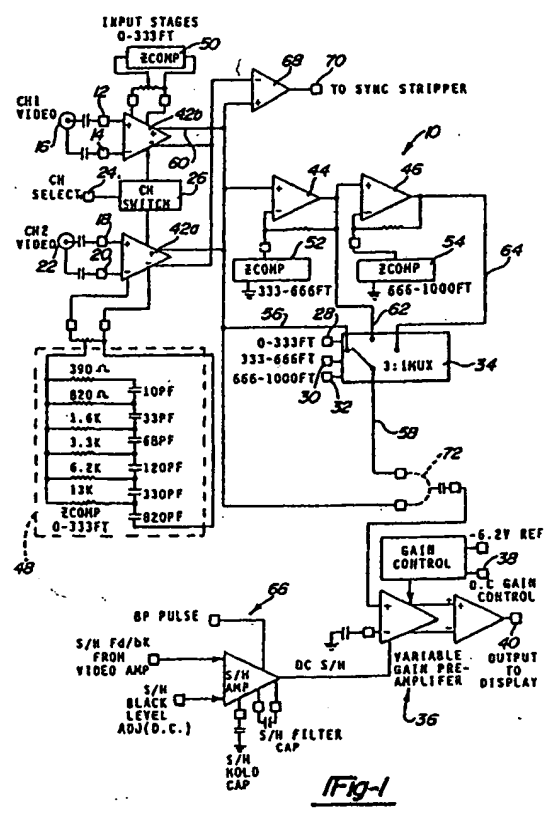 INPUT STAGES
0-333FT
50
ZCOMP
CH1
VIDEO
12
16
14
42b
60
68
70
TO SYNC STRIPPER
10
24
CH
SELECT
CH
SWITCH
26
44
46
CH2
VIDEO
18
22
20
42a
ZCOMP
52
333-666FT
ZCOMP
54
666-1000FT
64
62
56
28
0-333FT
333-666FT
666-1000FT
30
32
3:1MUX
34
58
72
390Ω
10PF
820Ω
33PF
1.6K
68PF
3.3K
120PF
6.2K
330PF
13K
820PF
ZCOMP
0-333FT
48
GAIN
CONTROL
-6.2V REF
38
D.C GAIN
CONTROL
66
BP PULSE
S/H Fd/bK
FROM
VIDEO AMP
S/H
AMP
DC S/H
S/H
BLACK
LEVEL
ADJ(D.C.)
S/H FILTER
CAP
S/H
HOLD
CAP
VARIABLE
GAIN PRE-
AMPLIFER
36
40
OUTPUT
TO
DISPLAY
Fig-1